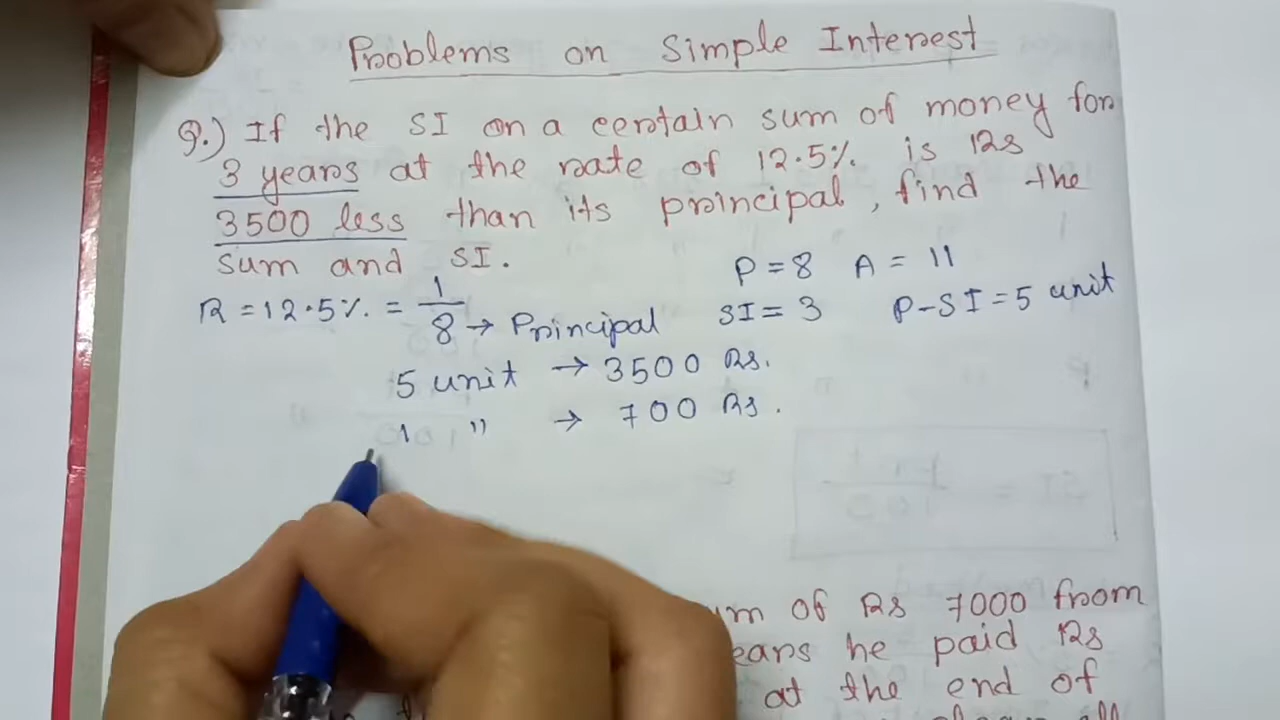 Problems on Simple Interest
Q.) If the SI on a certain sum of money for
3 years at the rate of 12.5% is Rs
3500 less than its principal, find the
sum and SI.
P = 8 A = 11
R = 12.5% = 1/8 → Principal SI = 3 P-SI = 5 unit
5 unit → 3500 Rs.
1 " → 700 Rs.
of Rs 7000 from
he paid Rs
at the end of